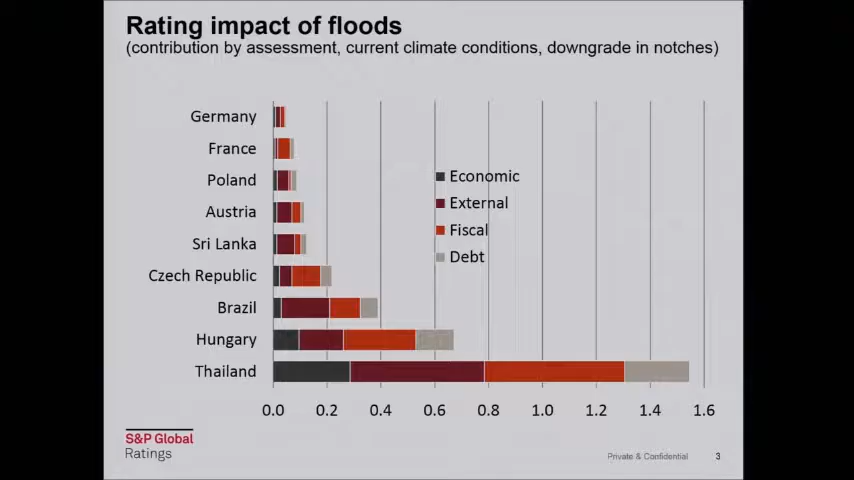 Rating impact of floods
(contribution by assessment, current climate conditions, downgrade in notches)
Germany
France
Poland
Austria
Sri Lanka
Czech Republic
Brazil
Hungary
Thailand
Economic
External
Fiscal
Debt
0.0 0.2 0.4 0.6 0.8 1.0 1.2 1.4 1.6
S&P Global
Ratings
Private & Confidential 3